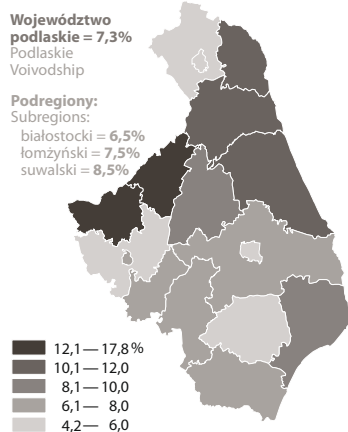 Województwo
podlaskie = 7,3%
Podlaskie
Voivodship
Podregiony:
Subregions:
białostocki = 6,5%
łomżyński = 7,5%
suwalski = 8,5%
12,1— 17,8%
10,1— 12,0
8,1— 10,0
6,1— 8,0
4,2— 6,0